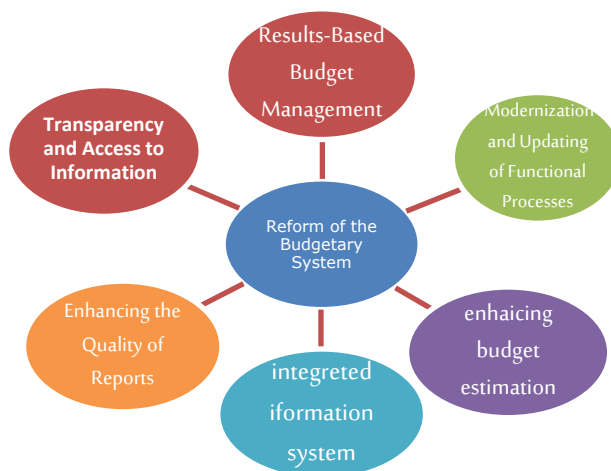 Results-Based
Budget
Management
Transparency
and Access to
Information
Modernization
and Updating
of Functional
Processes
Reform of the
Budgetary
System
Enhancing the
Quality of
Reports
enhaicing
budget
estimation
integreted
iformation
system